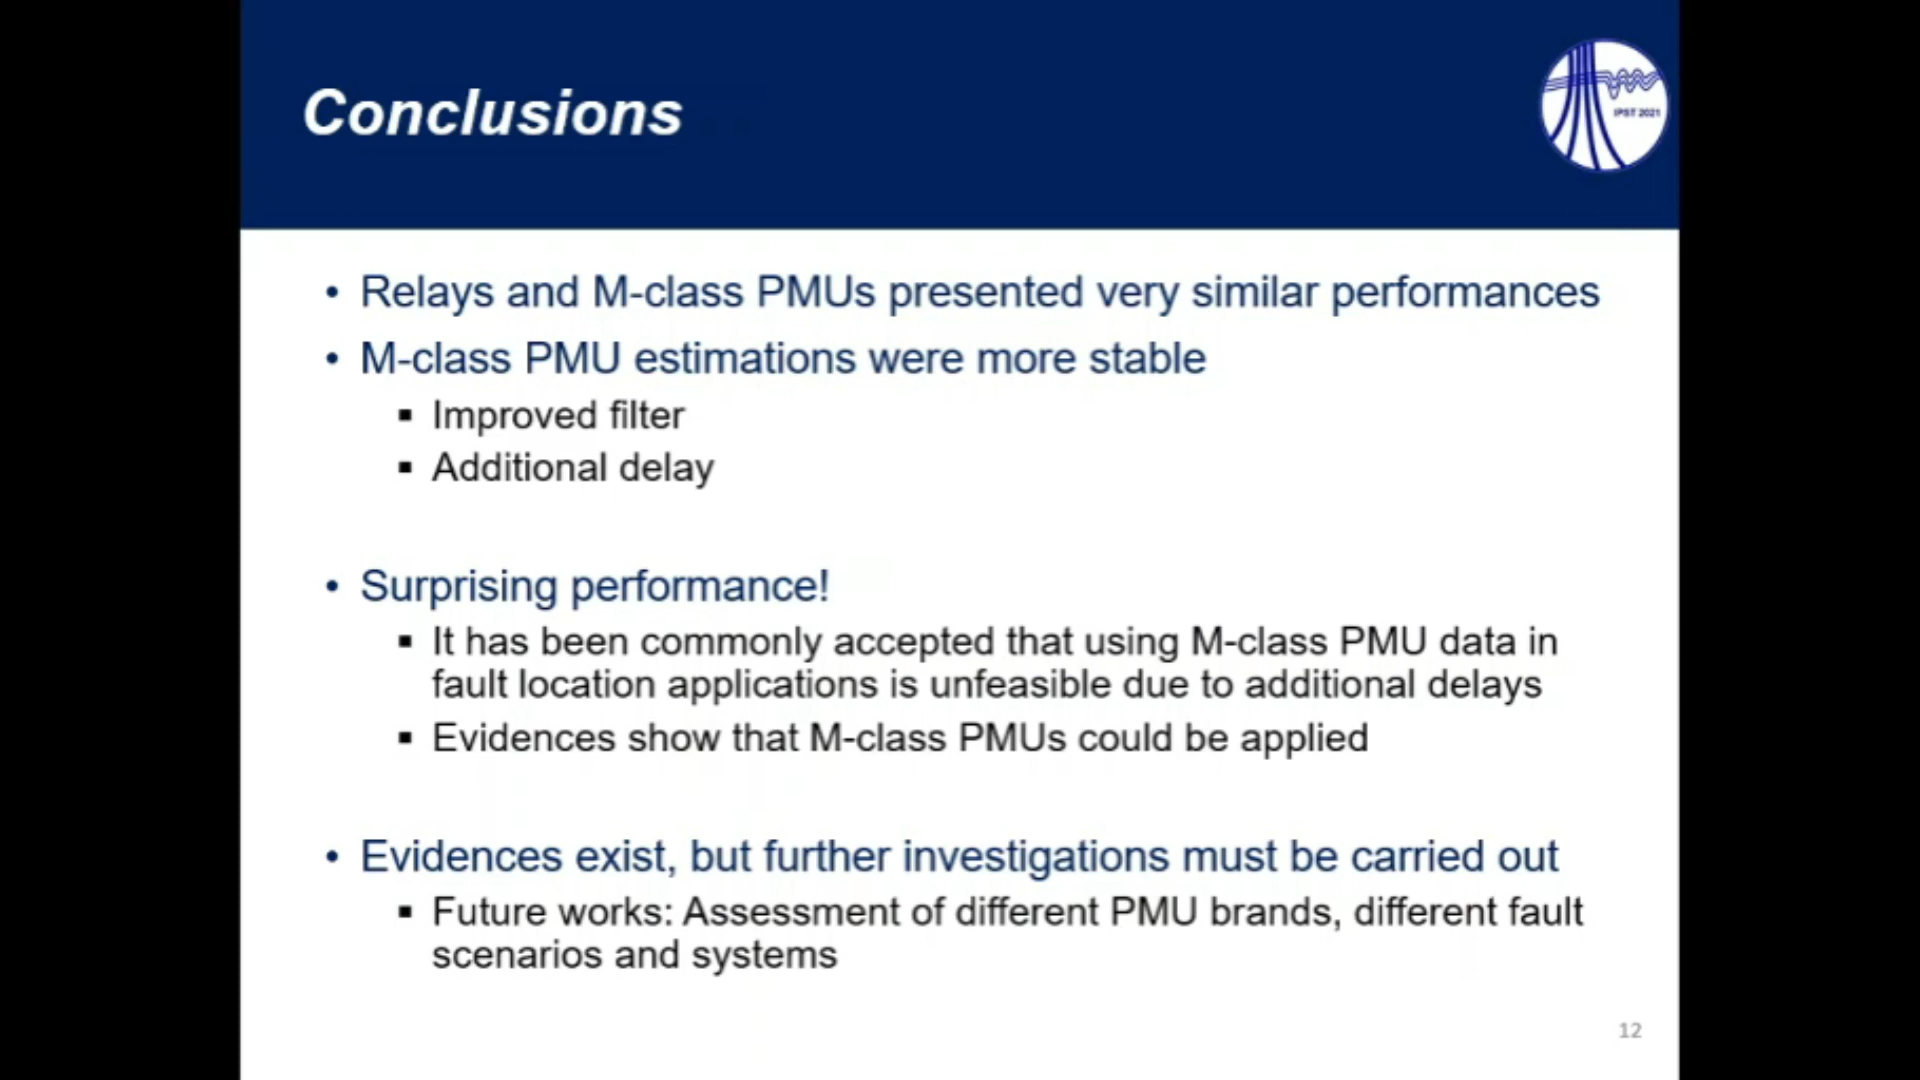 Conclusions
IPST 2021
• Relays and M-class PMUs presented very similar performances
• M-class PMU estimations were more stable
▪ Improved filter
▪ Additional delay
• Surprising performance!
▪ It has been commonly accepted that using M-class PMU data in
fault location applications is unfeasible due to additional delays
▪ Evidences show that M-class PMUs could be applied
• Evidences exist, but further investigations must be carried out
▪ Future works: Assessment of different PMU brands, different fault
scenarios and systems
12